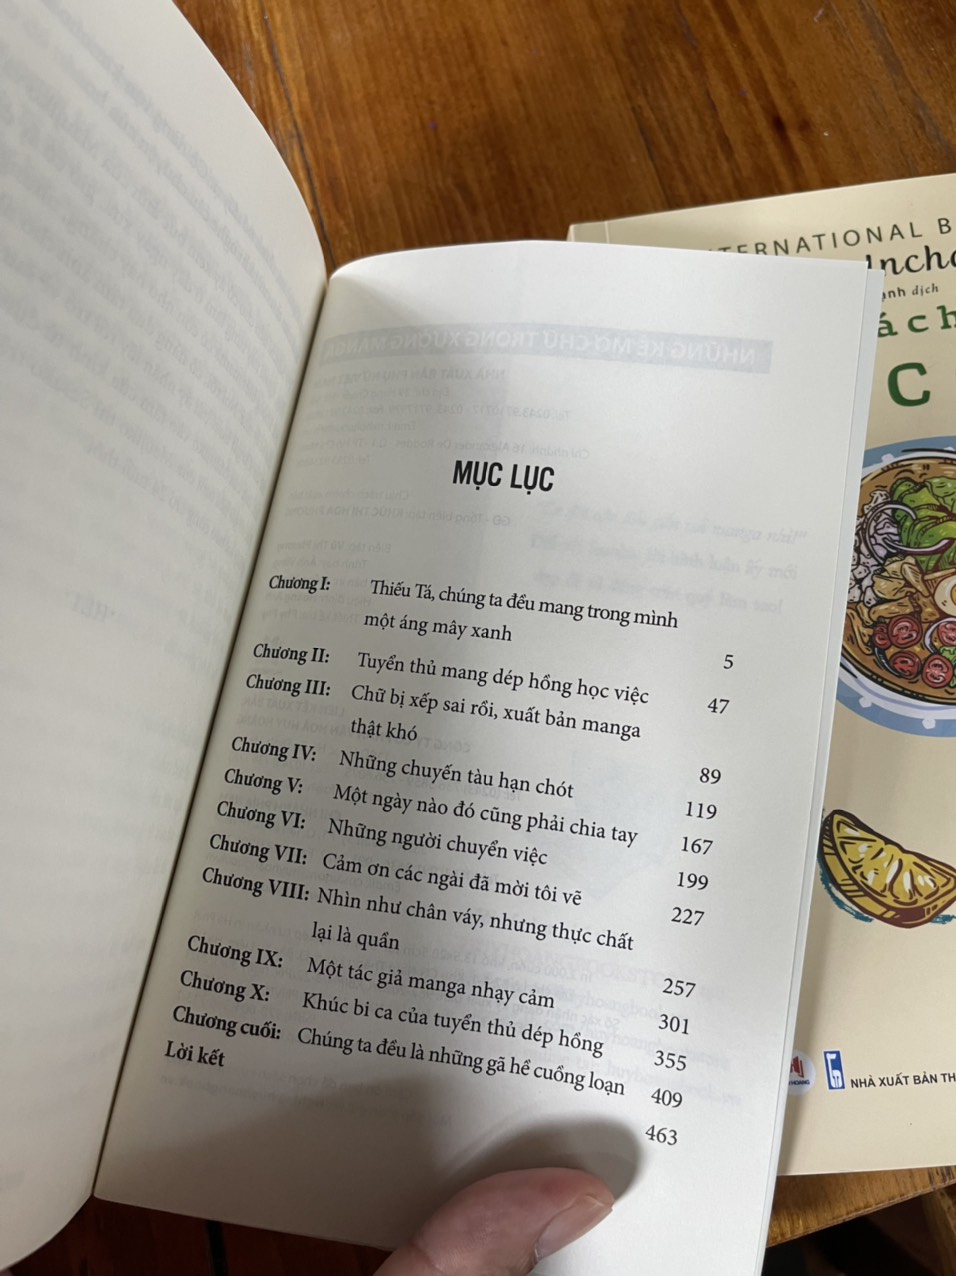 MỤC LỤC
Chương I: Thiếu Tá, chúng ta đều mang trong mình
một áng mây xanh 5
Chương II: Tuyển thủ mang dép hồng học việc 47
Chương III: Chữ bị xếp sai rồi, xuất bản manga
thật khó 89
Chương IV: Những chuyến tàu hạn chót 119
Chương V: Một ngày nào đó cũng phải chia tay 167
Chương VI: Những người chuyển việc 199
Chương VII: Cảm ơn các ngài đã mời tôi vẽ 227
Chương VIII: Nhìn như chân váy, nhưng thực chất
lại là quần 257
Chương IX: Một tác giả manga nhạy cảm 301
Chương X: Khúc bi ca của tuyển thủ dép hồng 355
Chương cuối: Chúng ta đều là những gã hề cuồng loạn 409
Lời kết 463
INTERNATIONAL B
dịch
ách
C
NHÀ XUẤT BẢN TH